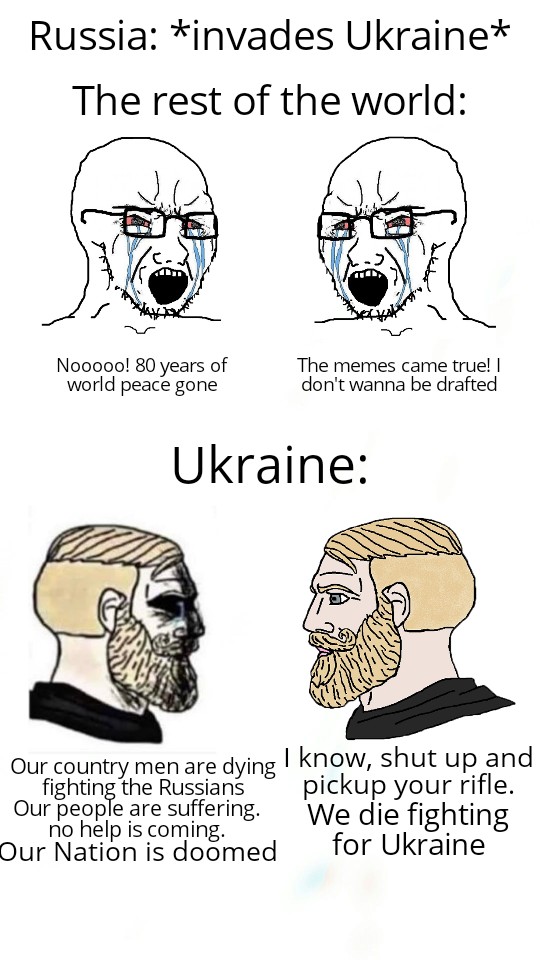 Russia: *invades Ukraine*
The rest of the world:
Nooooo! 80 years of
world peace gone
The memes came true! I
don't wanna be drafted
Ukraine:
Our country men are dying
fighting the Russians
Our people are suffering.
no help is coming.
Our Nation is doomed
I know, shut up and
pickup your rifle.
We die fighting
for Ukraine